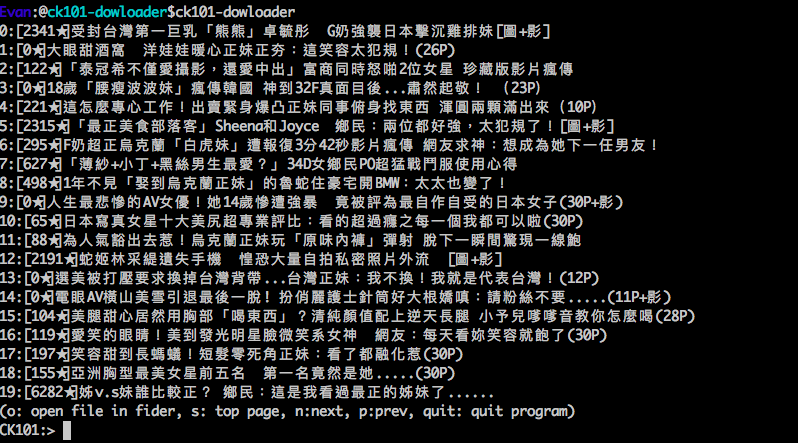 Evan:@ck101-dowloader$ck101-dowloader
0:[2341★]受封台灣第一巨乳「熊熊」卓毓彤 G奶強襲日本擊沉雞排妹[圖+影]
1:[0★]大眼甜酒窩 洋娃娃暖心正妹正夯：這笑容太犯規！(26P)
2:[122★]「泰冠希不僅愛攝影，還愛中出」富商同時怒啪2位女星 珍藏版影片瘋傳
3:[0★]18歲「腰瘦波波妹」瘋傳韓國 神到32F真面目後...肅然起敬！ (23P)
4:[221★]這怎麼專心工作！出賣緊身爆凸正妹同事俯身找東西 渾圓兩顆滿出來 (10P)
5:[2315★]「最正美食部落客」Sheena和Joyce 鄉民：兩位都好強，太犯規了！[圖+影]
6:[295★]F奶超正烏克蘭「白虎妹」遭報復3分42秒影片瘋傳 網友求神：想成為她下一任男友！
7:[627★]「薄紗+小丁+黑絲男生最愛？」34D女鄉民PO超猛戰鬥服使用心得
8:[498★]1年不見「娶到烏克蘭正妹」的魯蛇住豪宅開BMW：太太也變了！
9:[0★]人生最悲慘的AV女優！她14歲慘遭強暴 竟被評為最自作自受的日本女子(30P+影)
10:[65★]日本寫真女星十大美尻超專業評比：看的超過癮之每一個我都可以啦(30P)
11:[88★]為人氣豁出去惹！烏克蘭正妹玩「原味內褲」彈射 脫下一瞬間驚現一線鮑
12:[2191★]蛇姬林采緹遺失手機 惶恐大量自拍私密照片外流 [圖+影]
13:[0★]選美被打壓要求換掉台灣背帶...台灣正妹：我不換！我就是代表台灣！(12P)
14:[0★]電眼AV橫山美雪引退最後一脫! 扮俏麗護士針筒好大根嬌嗔：請粉絲不要.....(11P+影)
15:[104★]美腿甜心居然用胸部「喝東西」？清純顏值配上逆天長腿 小予兒嗲嗲音教你怎麼喝(28P)
16:[119★]愛笑的眼睛！美到發光明星臉微笑系女神 網友：每天看妳笑容就飽了(30P)
17:[197★]笑容甜到長螞蟻！短髮零死角正妹：看了都融化惹(30P)
18:[155★]亞洲胸型最美女星前五名 第一名竟然是她.....(30P)
19:[6282★]姊v.s妹誰比較正？ 鄉民：這是我看過最正的姊妹了......
(o: open file in fider, s: top page, n:next, p:prev, quit: quit program)
CK101:>